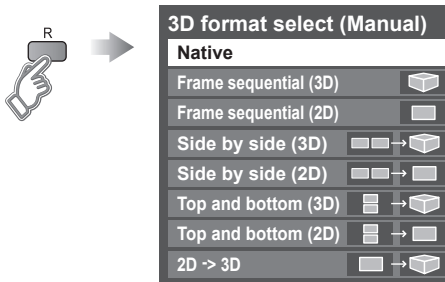 R
3D format select (Manual)
Native
Frame sequential (3D)
Frame sequential (2D)
Side by side (3D)
Side by side (2D)
Top and bottom (3D)
Top and bottom (2D)
2D -> 3D